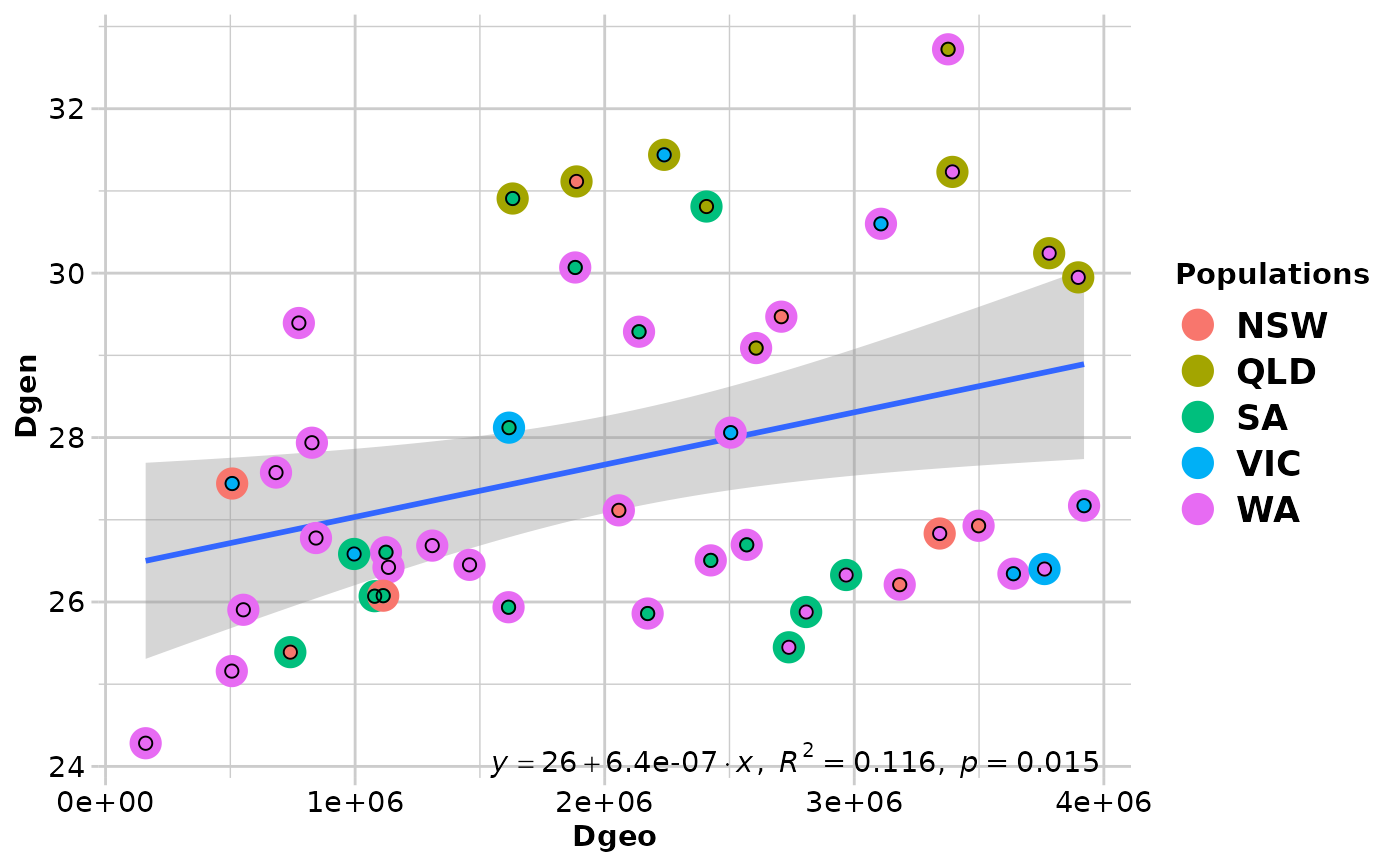 32
30
28
26
24
Dgen
0e+00 1e+06 2e+06 3e+06 4e+06
Dgeo
y = 26 + 6.4e-07 · x, R² = 0.116, p = 0.015
Populations
NSW
QLD
SA
VIC
WA